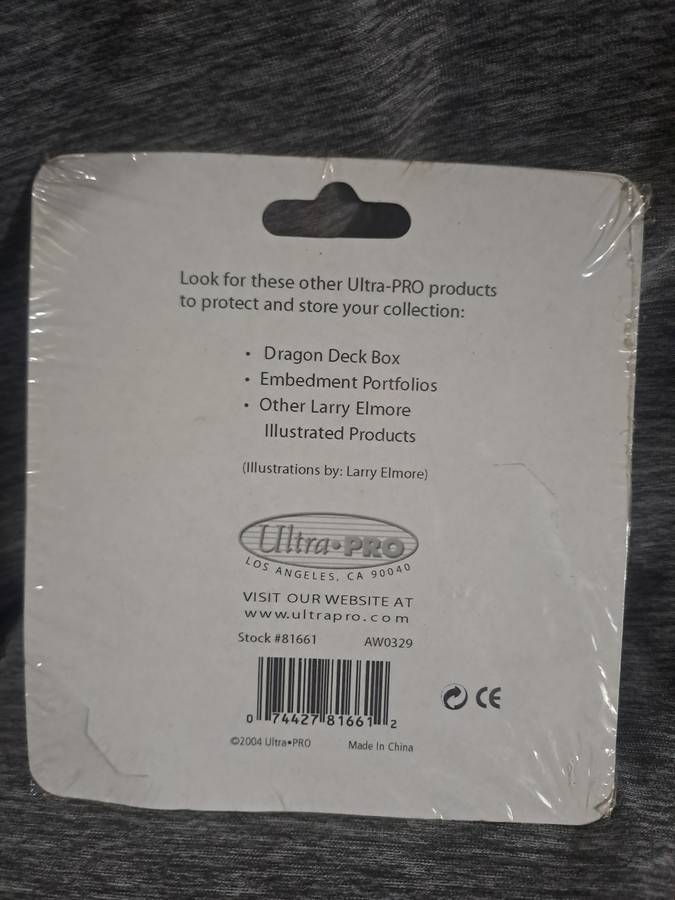 Look for these other Ultra-PRO products
to protect and store your collection:
• Dragon Deck Box
• Embedment Portfolios
• Other Larry Elmore
Illustrated Products
(Illustrations by: Larry Elmore)
Ultra•PRO
LOS ANGELES, CA 90040
VISIT OUR WEBSITE AT
www.ultrapro.com
Stock #81661 AW0329
0 74427 81661 2
©2004 Ultra•PRO Made In China
CE